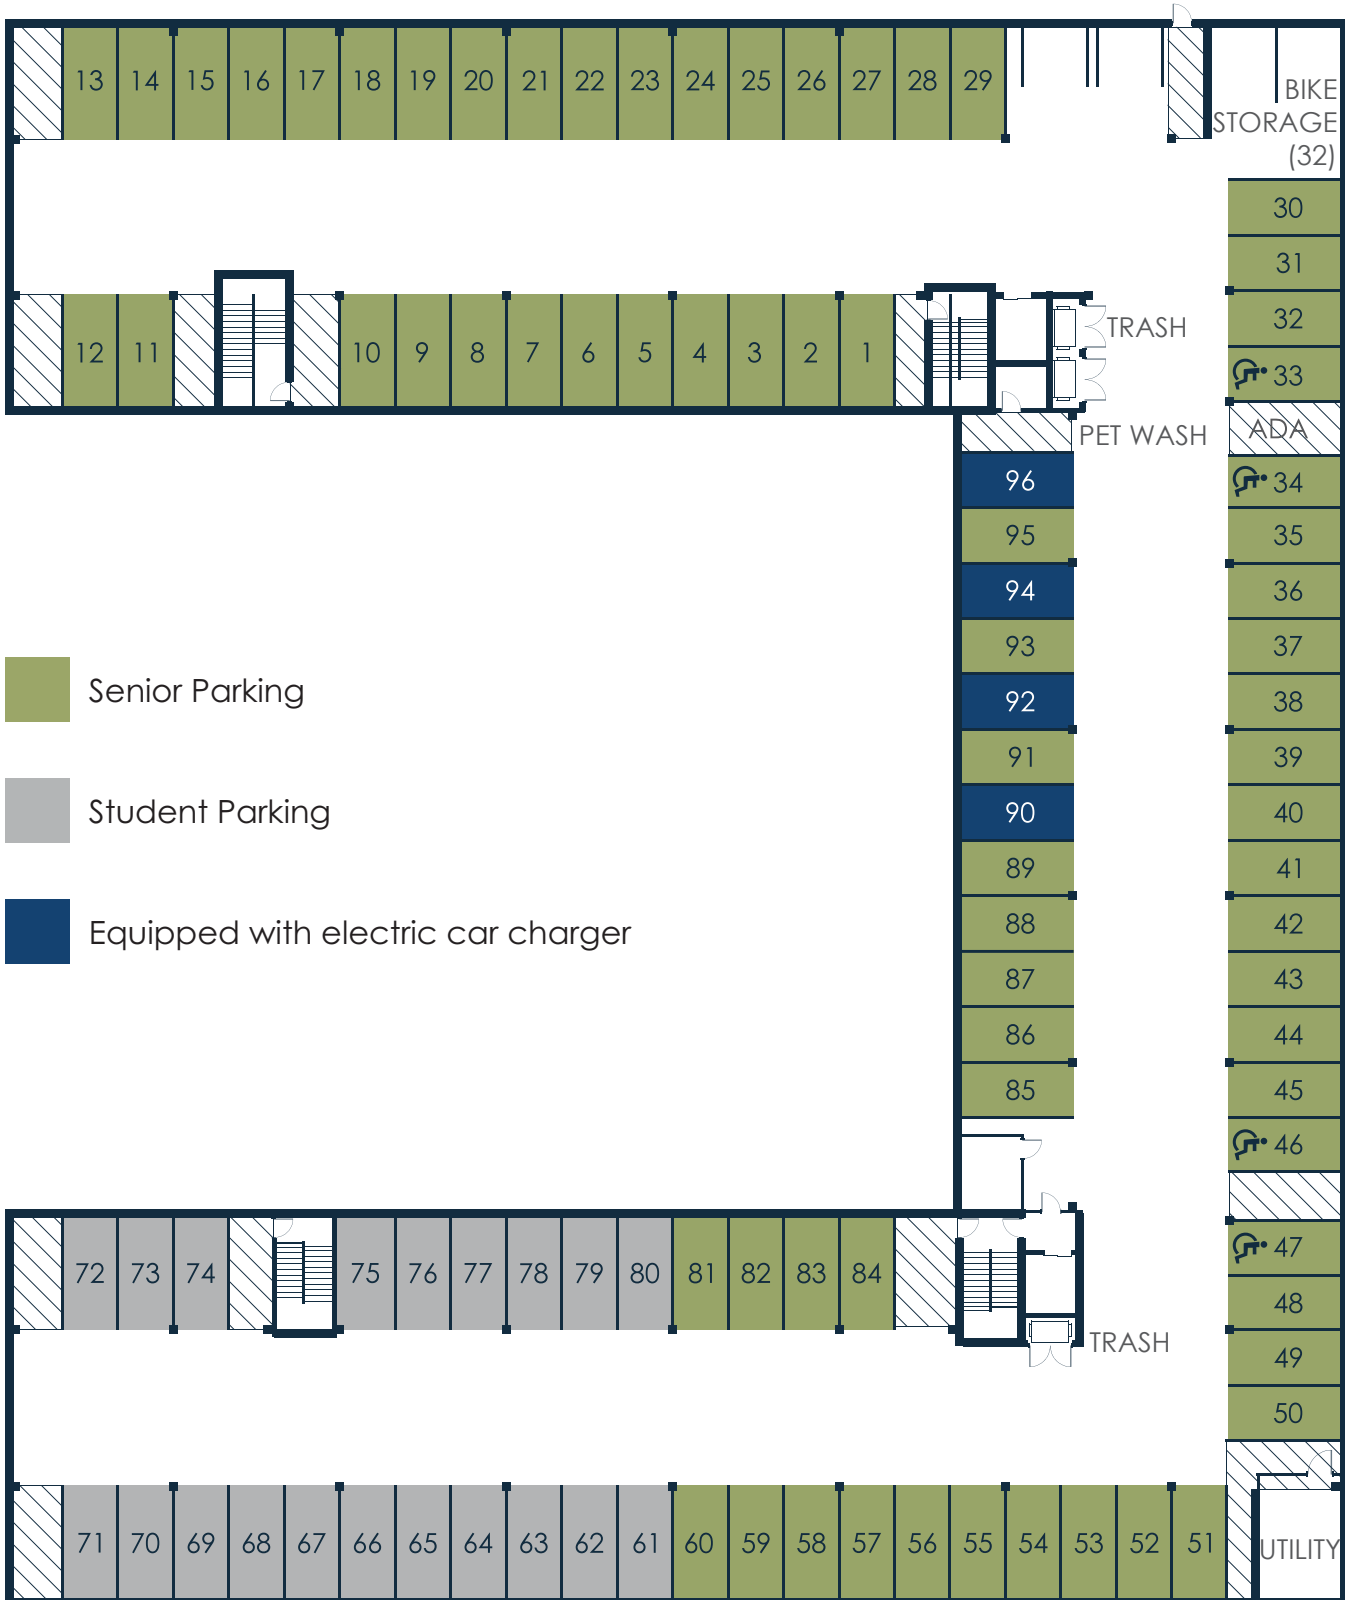 13 14 15 16 17 18 19 20 21 22 23 24 25 26 27 28 29
BIKE
STORAGE
(32)
30
31
32
33
12 11 10 9 8 7 6 5 4 3 2 1
TRASH
PET WASH
ADA
96
95
94
93
92
91
90
89
88
87
86
85
34
35
36
37
38
39
40
41
42
43
44
45
46
47
48
49
50
Senior Parking
Student Parking
Equipped with electric car charger
72 73 74 75 76 77 78 79 80 81 82 83 84
TRASH
71 70 69 68 67 66 65 64 63 62 61 60 59 58 57 56 55 54 53 52 51
UTILITY